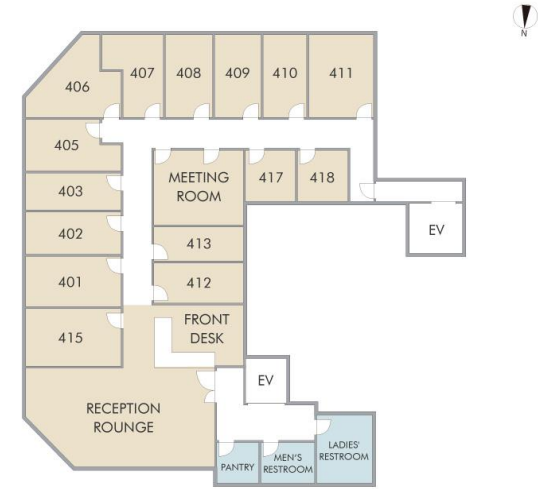 N
407
408
409
410
411
406
405
MEETING
ROOM
417
418
403
402
413
EV
401
412
FRONT
DESK
415
EV
RECEPTION
ROUNGE
PANTRY
MEN'S
RESTROOM
LADIES'
RESTROOM